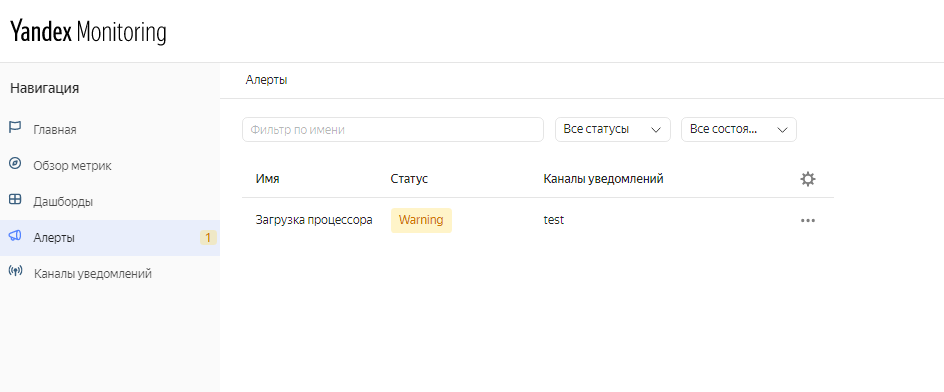 Yandex Monitoring
Навигация
Главная
Обзор метрик
Дашборды
Алерты 1
Каналы уведомлений
Алерты
Фильтр по имени Все статусы Все состоя...
Имя Статус Каналы уведомлений
Загрузка процессора Warning test